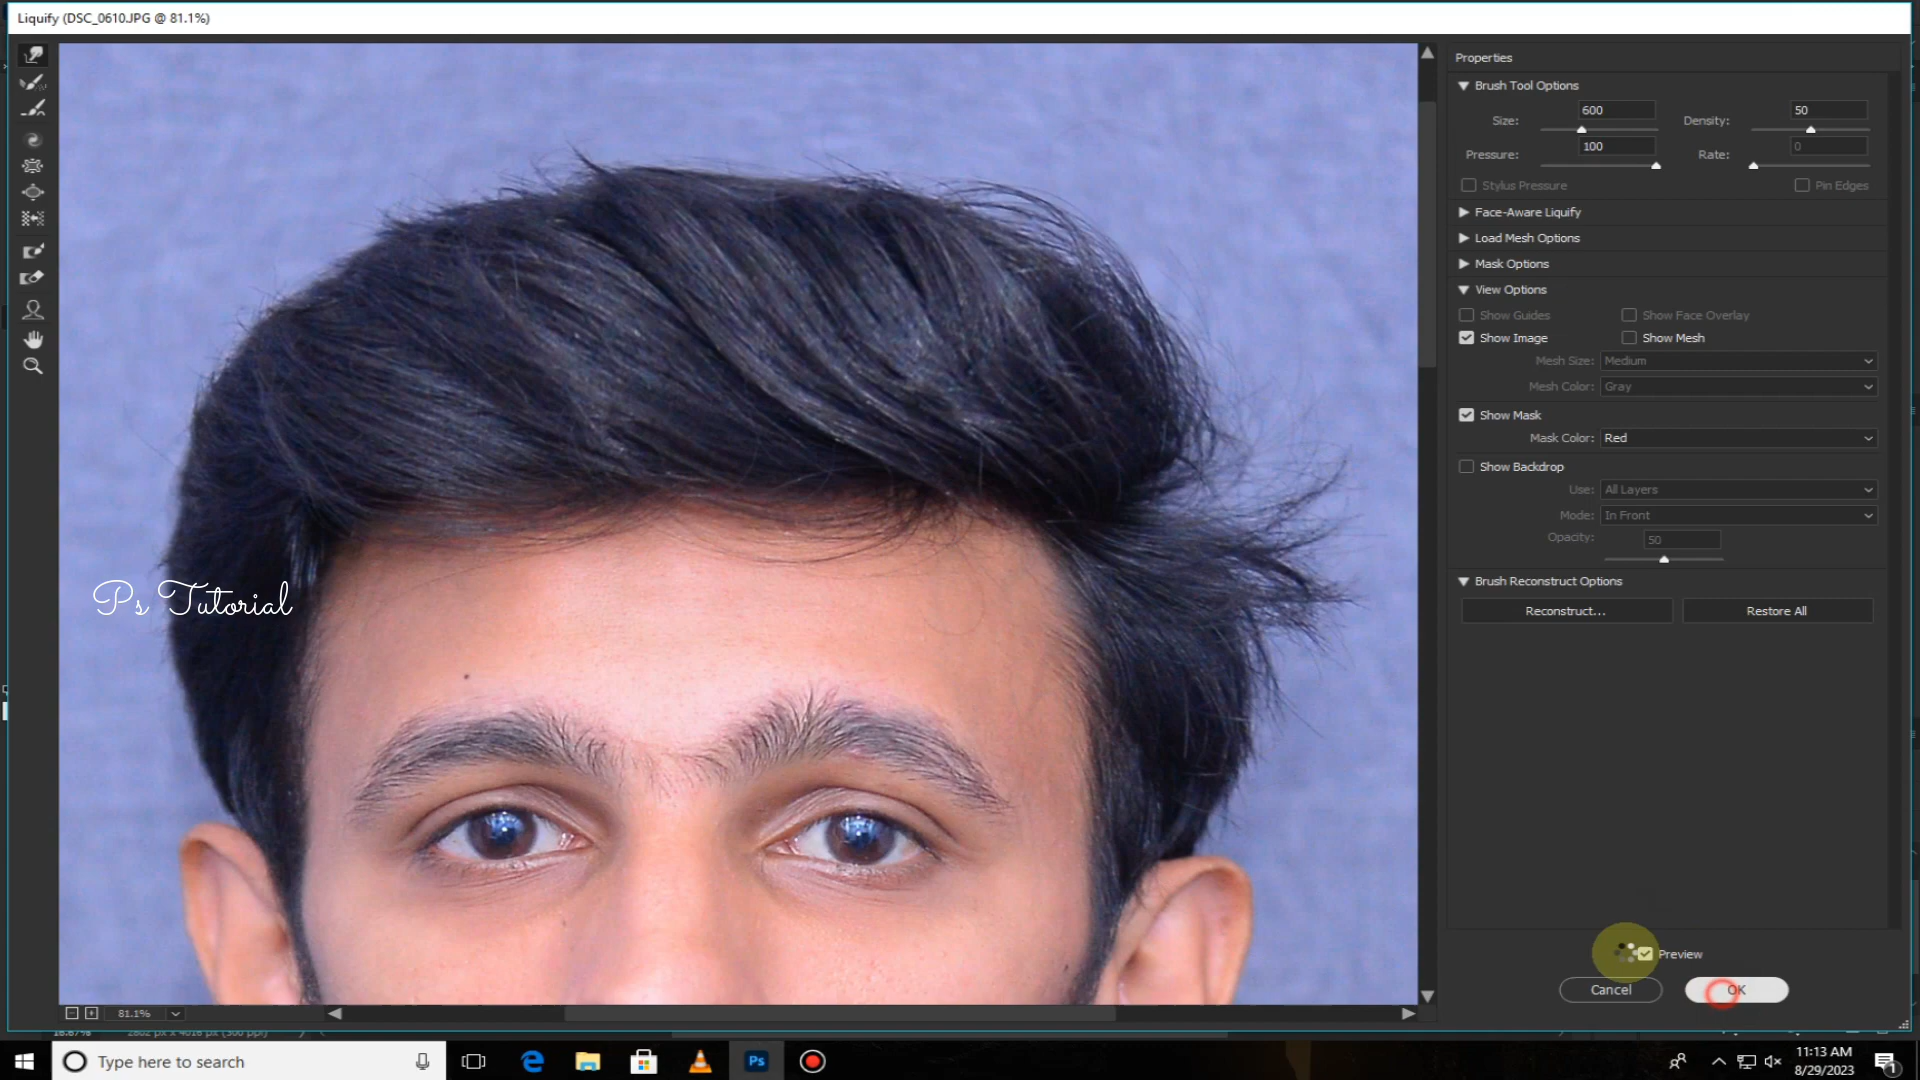 Liquify (DSC_0610.JPG @ 81.1%)
Properties
Brush Tool Options
Size: 600 Density: 50
Pressure: 100 Rate: 0
Stylus Pressure Pin Edges
Face-Aware Liquify
Load Mesh Options
Mask Options
View Options
Show Guides Show Face Overlay
Show Image Show Mesh
Mesh Size: Medium
Mesh Color: Gray
Show Mask
Mask Color: Red
Show Backdrop
Use: All Layers
Mode: In Front
Opacity: 50
Brush Reconstruct Options
Reconstruct... Restore All
Ps Tutorial
Preview
Cancel OK
81.1%
Type here to search
Ps
11:13 AM
8/29/2023
1